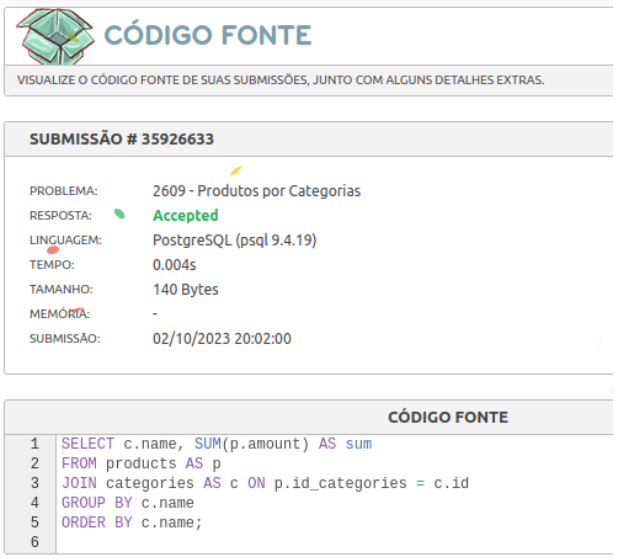 CÓDIGO FONTE
VISUALIZE O CÓDIGO FONTE DE SUAS SUBMISSÕES, JUNTO COM ALGUNS DETALHES EXTRAS.
SUBMISSÃO # 35926633
PROBLEMA: 2609 - Produtos por Categorias
RESPOSTA: Accepted
LINGUAGEM: PostgreSQL (psql 9.4.19)
TEMPO: 0.004s
TAMANHO: 140 Bytes
MEMÓRIA: -
SUBMISSÃO: 02/10/2023 20:02:00
CÓDIGO FONTE
1 SELECT c.name, SUM(p.amount) AS sum
2 FROM products AS p
3 JOIN categories AS c ON p.id_categories = c.id
4 GROUP BY c.name
5 ORDER BY c.name;
6